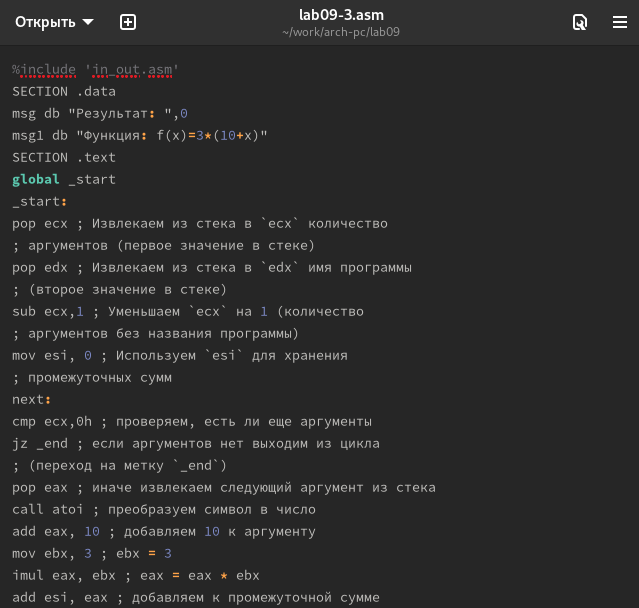 Открыть
lab09-3.asm
~/work/arch-pc/lab09
%include 'in_out.asm'
SECTION .data
msg db "Результат: ",0
msg1 db "Функция: f(x)=3*(10+x)"
SECTION .text
global _start
_start:
pop ecx ; Извлекаем из стека в `ecx` количество
; аргументов (первое значение в стеке)
pop edx ; Извлекаем из стека в `edx` имя программы
; (второе значение в стеке)
sub ecx,1 ; Уменьшаем `ecx` на 1 (количество
; аргументов без названия программы)
mov esi, 0 ; Используем `esi` для хранения
; промежуточных сумм
next:
cmp ecx,0h ; проверяем, есть ли еще аргументы
jz _end ; если аргументов нет выходим из цикла
; (переход на метку `_end`)
pop eax ; иначе извлекаем следующий аргумент из стека
call atoi ; преобразуем символ в число
add eax, 10 ; добавляем 10 к аргументу
mov ebx, 3 ; ebx = 3
imul eax, ebx ; eax = eax * ebx
add esi, eax ; добавляем к промежуточной сумме